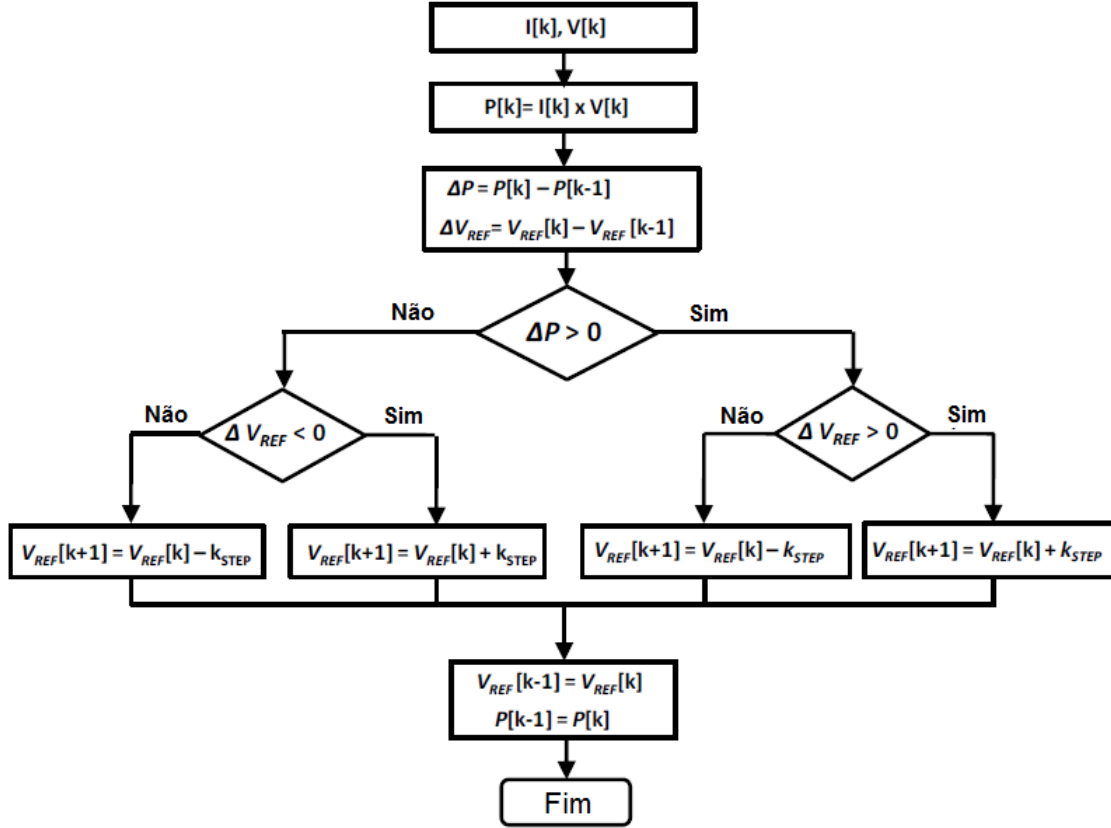 I[k], V[k]
P[k]= I[k] x V[k]
ΔP = P[k] – P[k-1]
ΔV_REF= V_REF[k] – V_REF [k-1]
Não
Sim
ΔP > 0
Não
Sim
Δ V_REF < 0
Não
Sim
Δ V_REF > 0
V_REF[k+1] = V_REF[k] – k_STEP
V_REF[k+1] = V_REF[k] + k_STEP
V_REF[k+1] = V_REF[k] – k_STEP
V_REF[k+1] = V_REF[k] + k_STEP
V_REF [k-1] = V_REF[k]
P[k-1] = P[k]
Fim